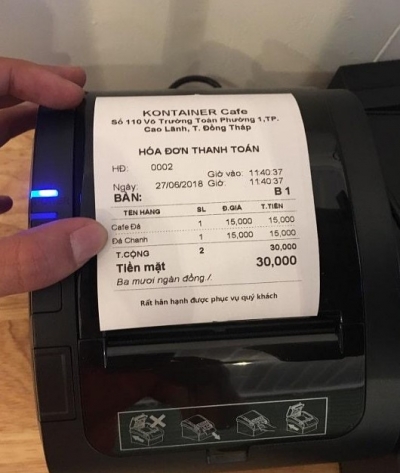 KONTAINER Cafe
Số 110 Võ Trường Toản Phường 1,TP.
Cao Lãnh, T. Đồng Tháp
HÓA ĐƠN THANH TOÁN
HĐ: 0002
Giờ vào: 11:40:37
Ngày: 27/06/2018 Giờ: 11:40:37
BÀN: B 1
TÊN HÀNG SL Đ.GIÁ T.TIỀN
Cafe Đá 1 15,000 15,000
Đá Chanh 1 15,000 15,000
T.CỘNG 2 30,000
Tiền mặt 30,000
Ba mươi ngàn đồng./.
Rất hân hạnh được phục vụ quý khách